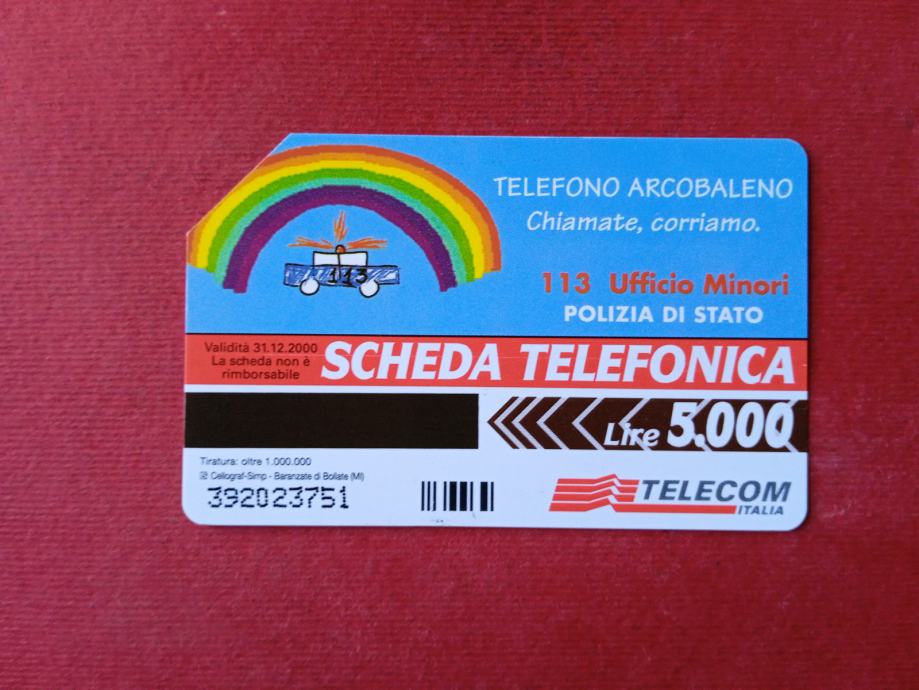 TELEFONO ARCOBALENO
Chiamate, corriamo.
113
113 Ufficio Minori
POLIZIA DI STATO
Validità 31.12.2000
La scheda non è
rimborsabile
SCHEDA TELEFONICA
Lire 5.000
Tiratura: oltre 1.000.000
Cellograf-Simp - Baranzate di Bollate (MI)
392023751
TELECOM
ITALIA